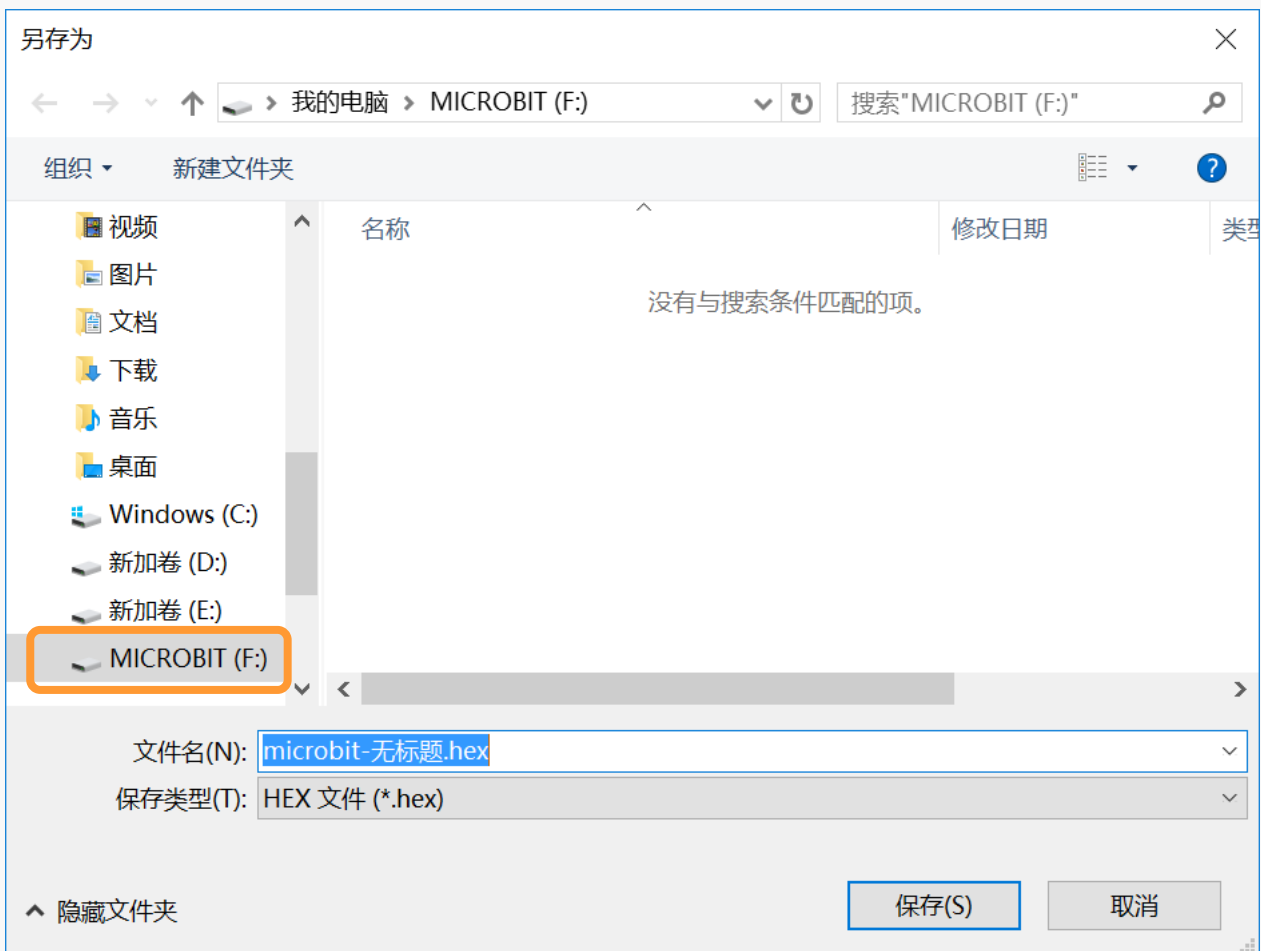 另存为
我的电脑 MICROBIT (F:)
搜索"MICROBIT (F:)"
组织 新建文件夹
?
名称 修改日期 类型
没有与搜索条件匹配的项。
视频
图片
文档
下载
音乐
桌面
Windows (C:)
新加卷 (D:)
新加卷 (E:)
MICROBIT (F:)
文件名(N): microbit-无标题.hex
保存类型(T): HEX 文件 (*.hex)
隐藏文件夹
保存(S) 取消